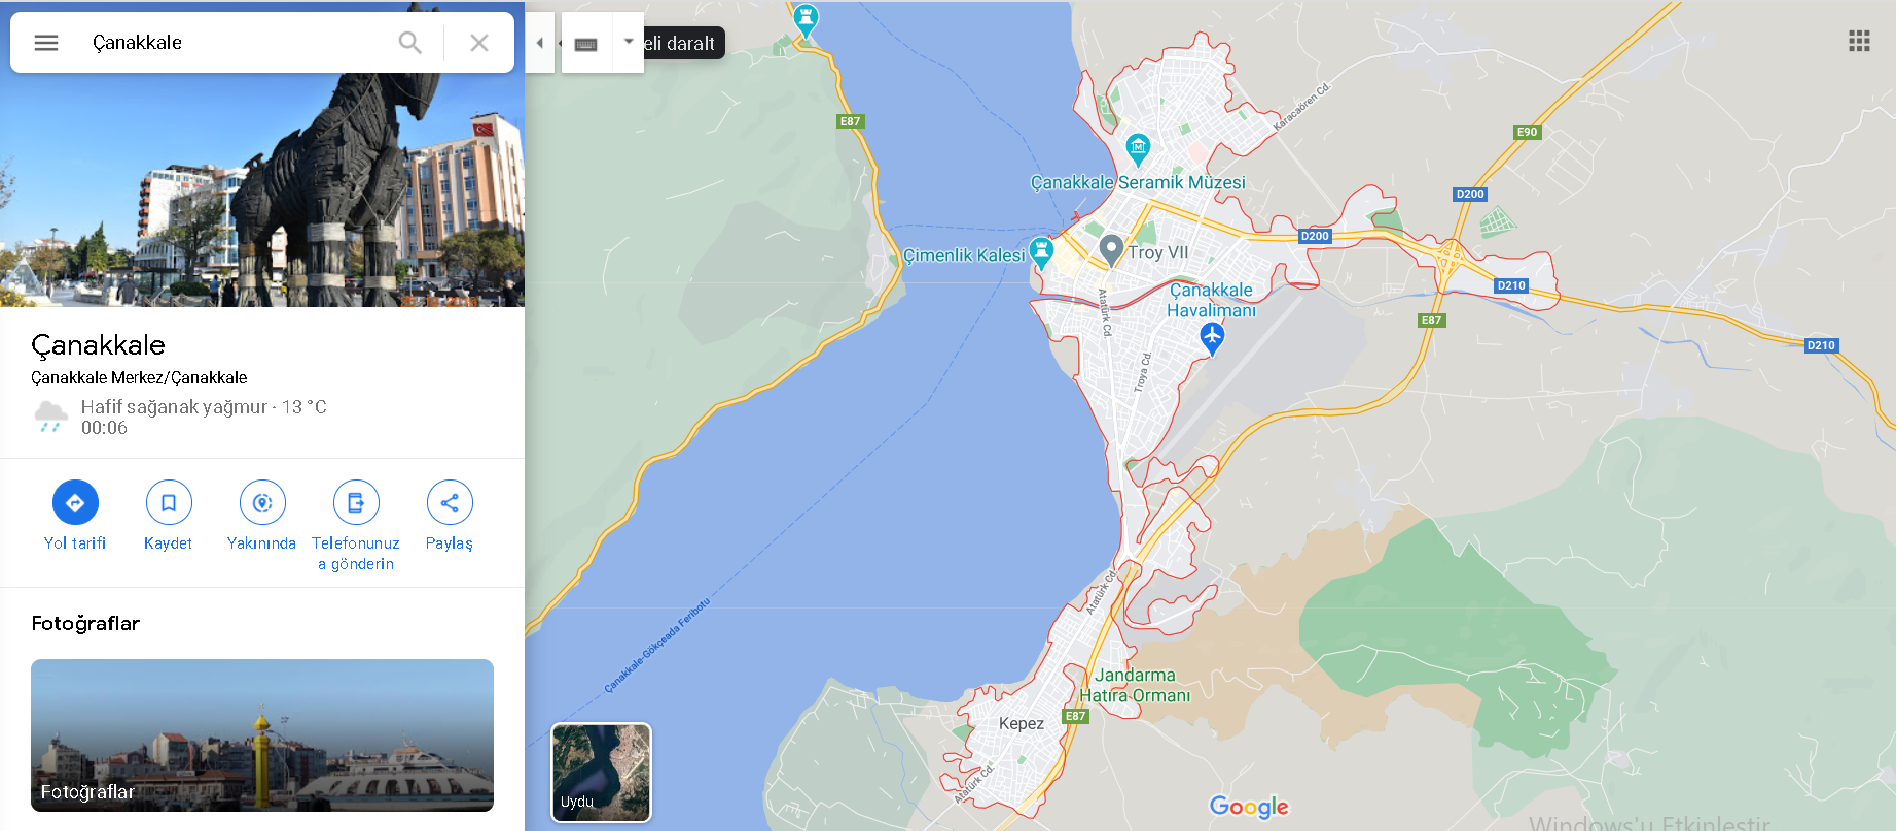 Çanakkale
eli daralt
Çanakkale
Çanakkale Merkez/Çanakkale
Hafif sağanak yağmur · 13 °C
00:06
Yol tarifi
Kaydet
Yakınında
Telefonunuz
a gönderin
Paylaş
Fotoğraflar
Fotoğraflar
E87
Karacaören Cd.
E90
D200
Çanakkale Seramik Müzesi
D200
Çimenlik Kalesi
Troy VII
D210
Çanakkale
Havalimanı
Atatürk Cd.
E87
D210
Troya Cd.
Atatürk Cd.
Çanakkale-Gökçeada Feribotu
Jandarma
Hatıra Ormanı
E87
Kepez
Atatürk Cd.
Uydu
Google
Windows'u Etkinleştir